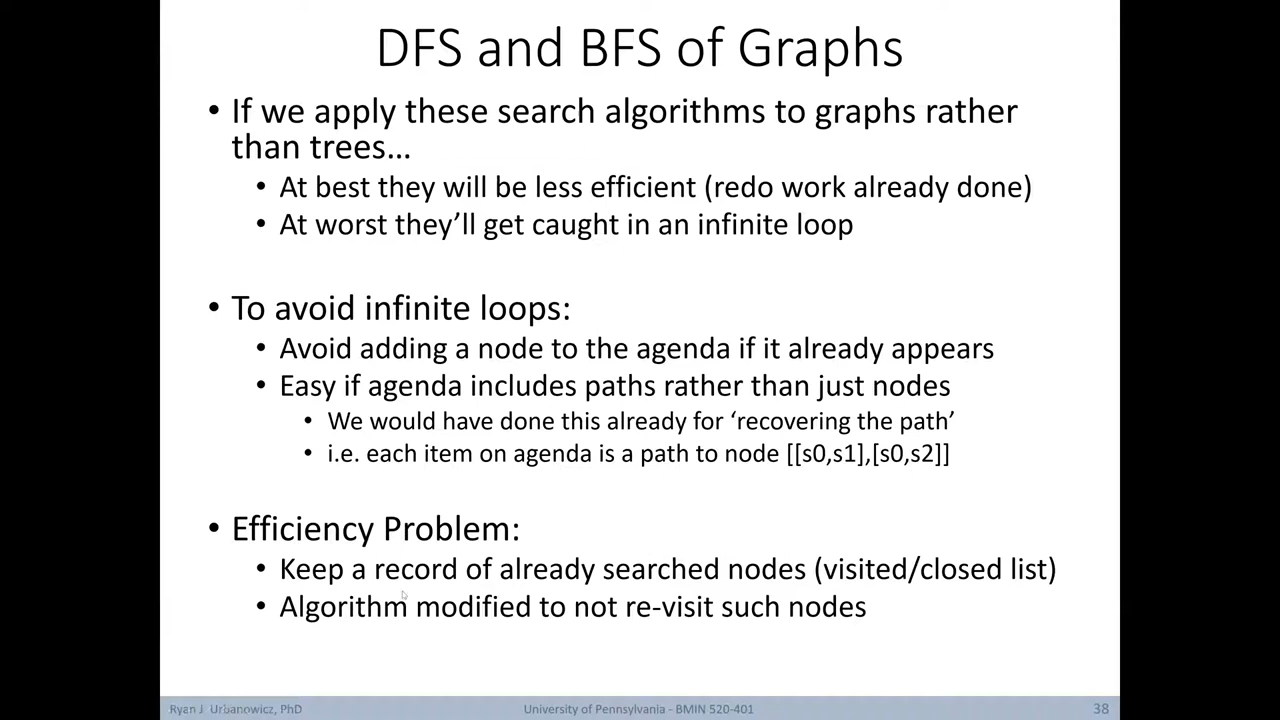 DFS and BFS of Graphs
• If we apply these search algorithms to graphs rather
than trees…
• At best they will be less efficient (redo work already done)
• At worst they’ll get caught in an infinite loop
• To avoid infinite loops:
• Avoid adding a node to the agenda if it already appears
• Easy if agenda includes paths rather than just nodes
• We would have done this already for ‘recovering the path’
• i.e. each item on agenda is a path to node [[s0,s1],[s0,s2]]
• Efficiency Problem:
• Keep a record of already searched nodes (visited/closed list)
• Algorithm modified to not re-visit such nodes
Ryan J. Urbanowicz, PhD
University of Pennsylvania - BMIN 520-401
38